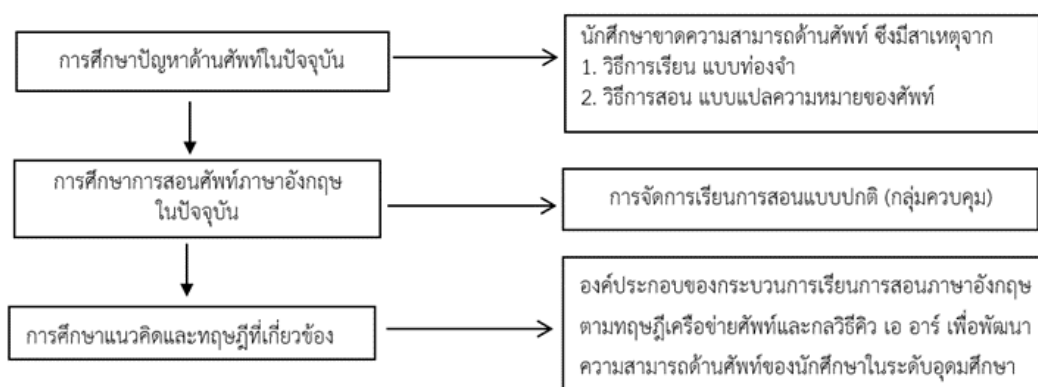 การศึกษาปัญหาด้านศัพท์ในปัจจุบัน
นักศึกษาขาดความสามารถด้านศัพท์ ซึ่งมีสาเหตุจาก
1. วิธีการเรียน แบบท่องจำ
2. วิธีการสอน แบบแปลความหมายของศัพท์
การศึกษาการสอนศัพท์ภาษาอังกฤษ
ในปัจจุบัน
การจัดการเรียนการสอนแบบปกติ (กลุ่มควบคุม)
การศึกษาแนวคิดและทฤษฎีที่เกี่ยวข้อง
องค์ประกอบของกระบวนการเรียนการสอนภาษาอังกฤษ
ตามทฤษฎีเครือข่ายศัพท์และกลวิธีคิว เอ อาร์ เพื่อพัฒนา
ความสามารถด้านศัพท์ของนักศึกษาในระดับอุดมศึกษา